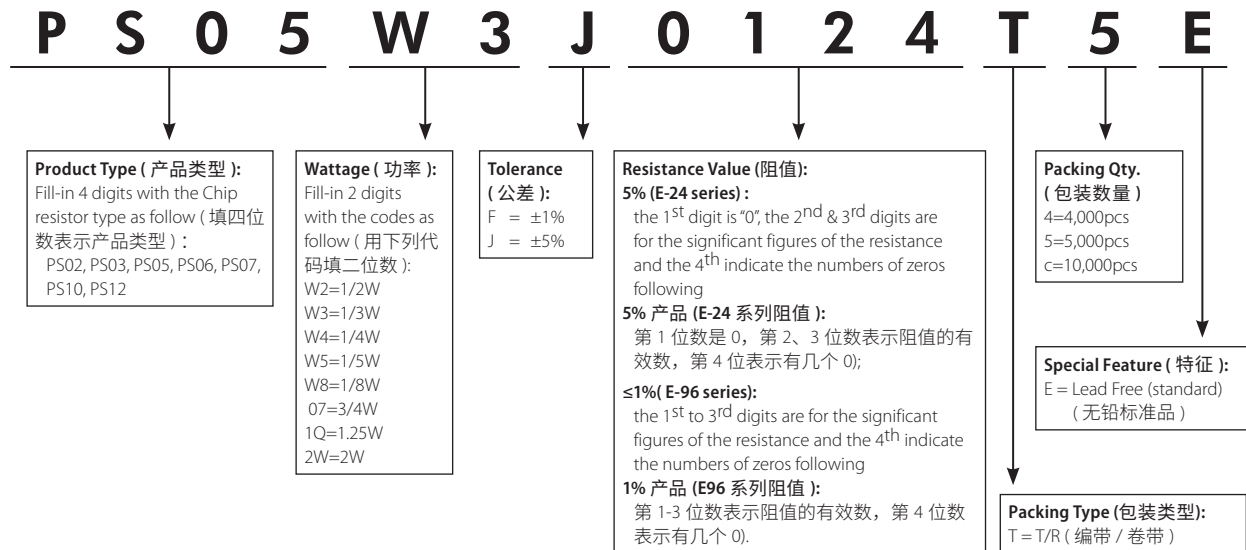 P S 0 5 W 3 J 0 1 2 4 T 5 E
Product Type ( 产品类型 ):
Fill-in 4 digits with the Chip
resistor type as follow ( 填四位
数表示产品类型 ) :
PS02, PS03, PS05, PS06, PS07,
PS10, PS12
Wattage ( 功率 ):
Fill-in 2 digits
with the codes as
follow ( 用下列代
码填二位数 ):
W2=1/2W
W3=1/3W
W4=1/4W
W5=1/5W
W8=1/8W
07=3/4W
1Q=1.25W
2W=2W
Tolerance
( 公差 ):
F = ±1%
J = ±5%
Resistance Value (阻值):
5% (E-24 series) :
the 1st digit is “0”, the 2nd & 3rd digits are
for the significant figures of the resistance
and the 4th indicate the numbers of zeros
following
5% 产品 (E-24 系列阻值 ):
第 1 位数是 0，第 2、3 位数表示阻值的有
效数，第 4 位表示有几个 0);
≤1%( E-96 series):
the 1st to 3rd digits are for the significant
figures of the resistance and the 4th indicate
the numbers of zeros following
1% 产品 (E96 系列阻值 ):
第 1-3 位数表示阻值的有效数，第 4 位数
表示有几个 0).
Packing Qty.
( 包装数量 )
4=4,000pcs
5=5,000pcs
c=10,000pcs
Special Feature ( 特征 ):
E = Lead Free (standard)
( 无铅标准品 )
Packing Type (包装类型):
T = T/R ( 编带 / 卷带 )